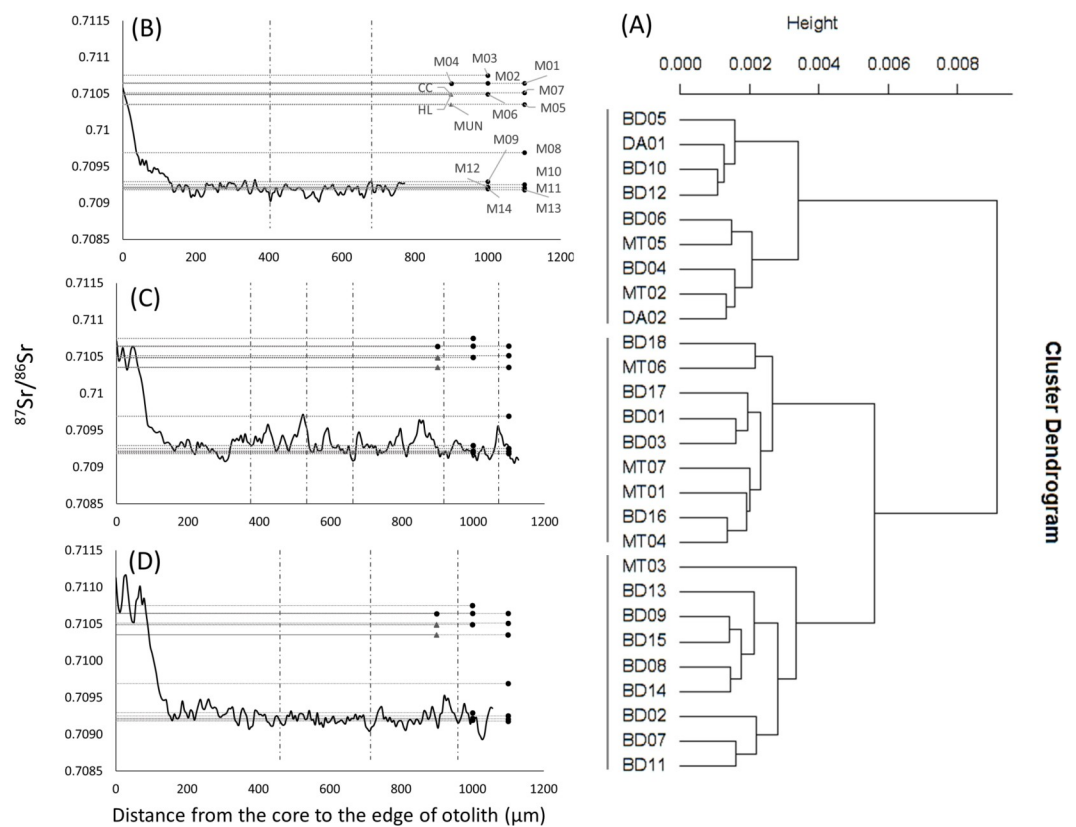 (B)
0.7115
0.711
0.7105
0.71
0.7095
0.709
0.7085
0
200
400
600
800
1000
1200
M04
M03
M01
M02
CC
M07
HL
M06
M05
MUN
M09
M08
M12
M10
M11
M14
M13
(C)
0.7115
0.711
0.7105
0.71
0.7095
0.709
0.7085
0
200
400
600
800
1000
1200
87Sr/86Sr
(D)
0.7115
0.7110
0.7105
0.7100
0.7095
0.7090
0.7085
0
200
400
600
800
1000
1200
Distance from the core to the edge of otolith (μm)
(A)
Height
0.000
0.002
0.004
0.006
0.008
BD05
DA01
BD10
BD12
BD06
MT05
BD04
MT02
DA02
BD18
MT06
BD17
BD01
BD03
MT07
MT01
BD16
MT04
MT03
BD13
BD09
BD15
BD08
BD14
BD02
BD07
BD11
Cluster Dendrogram